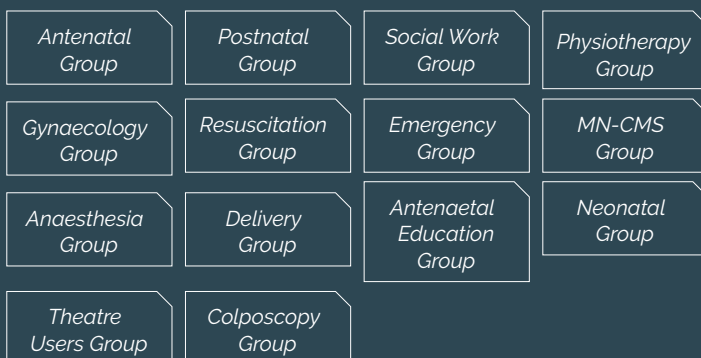 Antenatal
Group
Postnatal
Group
Social Work
Group
Physiotherapy
Group
Gynaecology
Group
Resuscitation
Group
Emergency
Group
MN-CMS
Group
Anaesthesia
Group
Delivery
Group
Antenaetal
Education
Group
Neonatal
Group
Theatre
Users Group
Colposcopy
Group